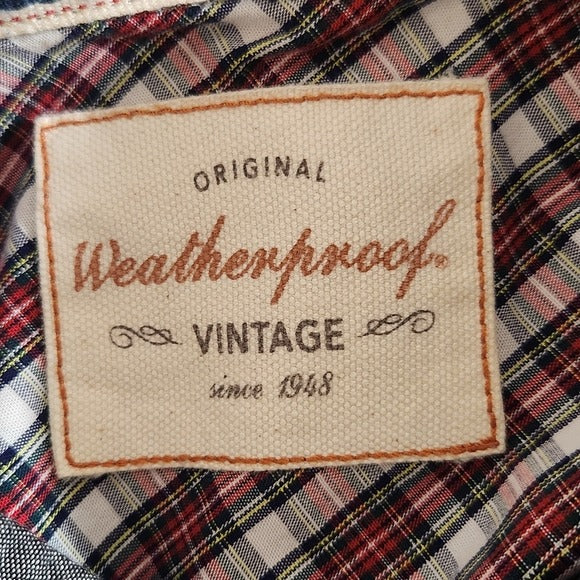 ORIGINAL
Weatherproof.
VINTAGE
since 1948